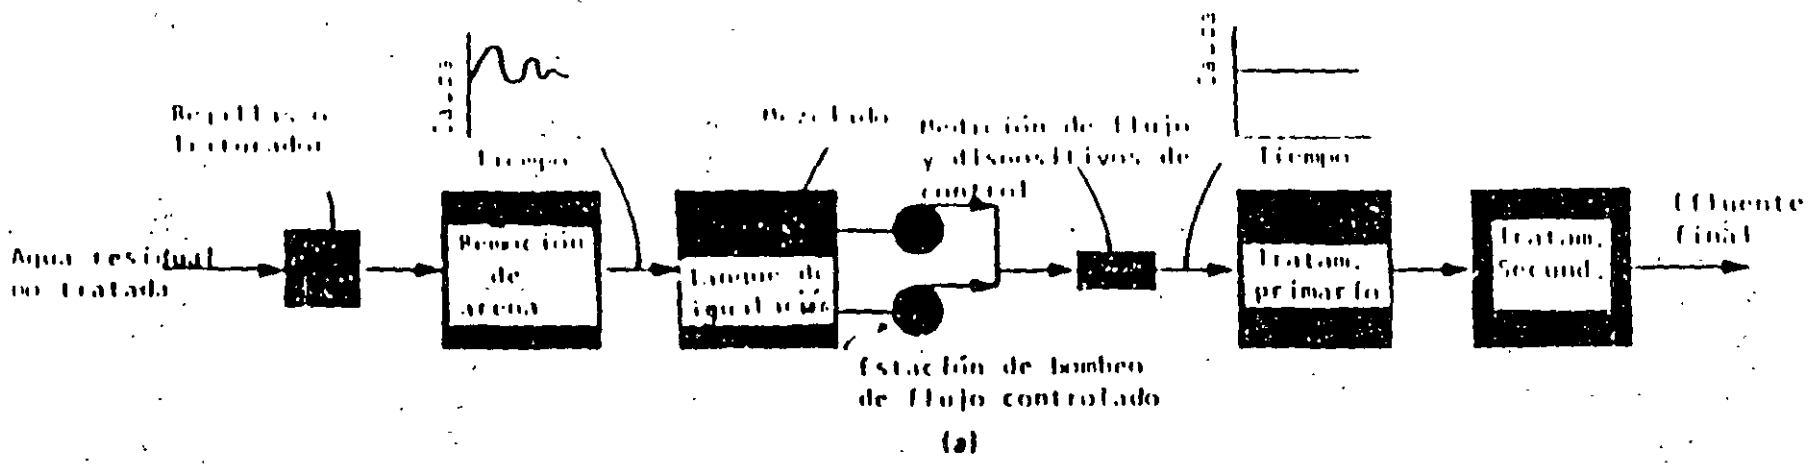 Rejillas o
triturador
Tiempo
Mezclado
Medición de flujo
y dispositivos de
control
Tiempo
Agua residual
no tratada
Remoción
de
arena
Tanque de
igualación
Tratam.
primario
Tratam.
Secund.
Efluente
final
Estación de bombeo
de flujo controlado
(a)